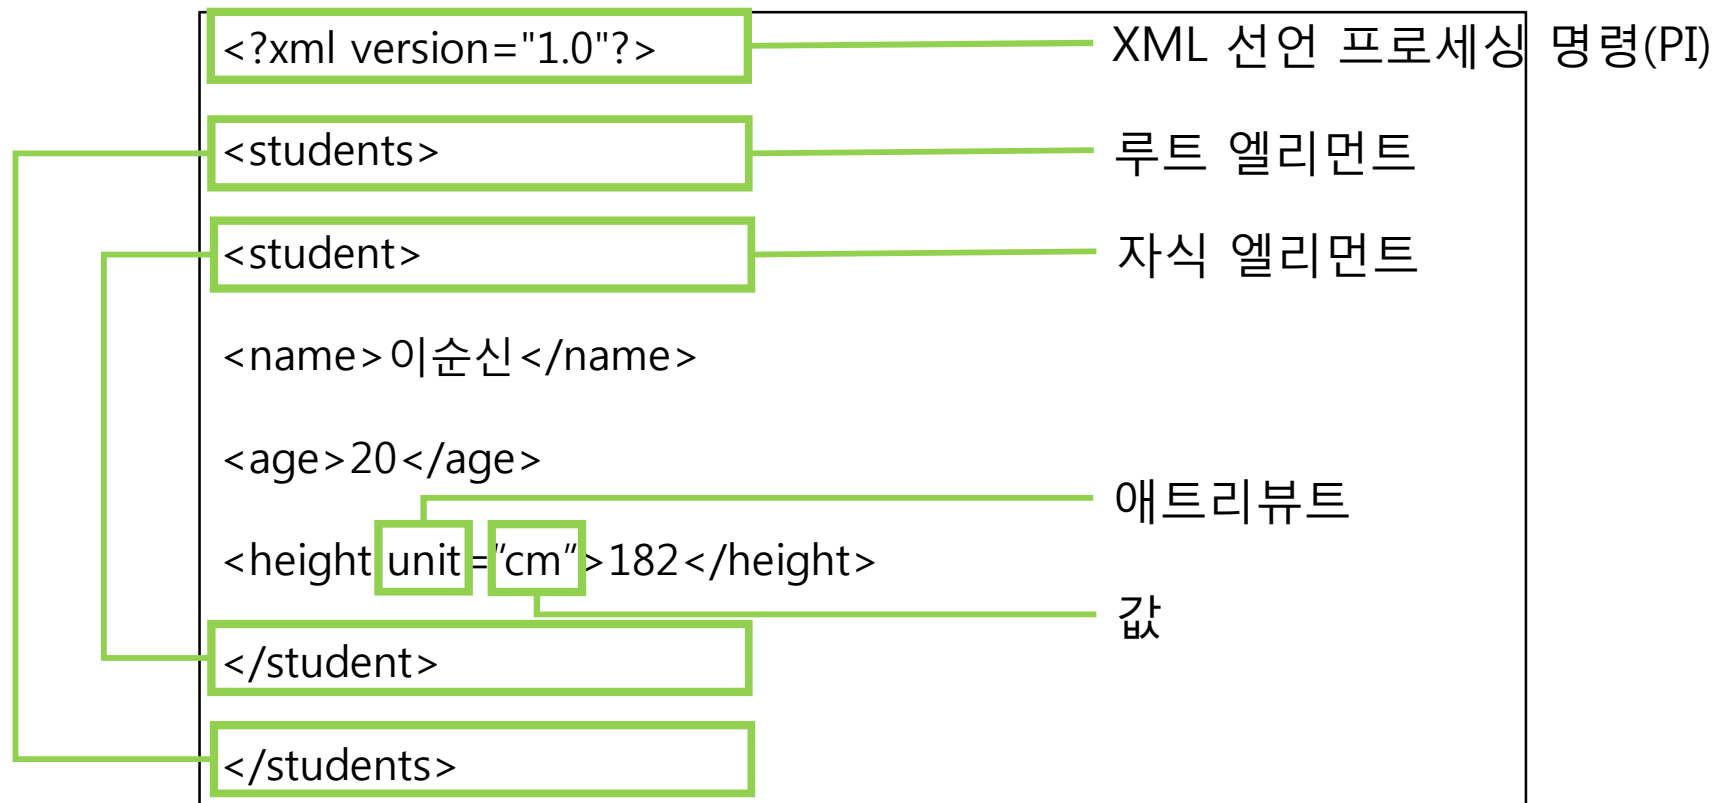 <?xml version="1.0"?> XML 선언 프로세싱 명령(PI)
<students> 루트 엘리먼트
<student> 자식 엘리먼트
<name>이순신</name>
<age>20</age>
애트리뷰트
<height unit="cm">182</height>
값
</student>
</students>